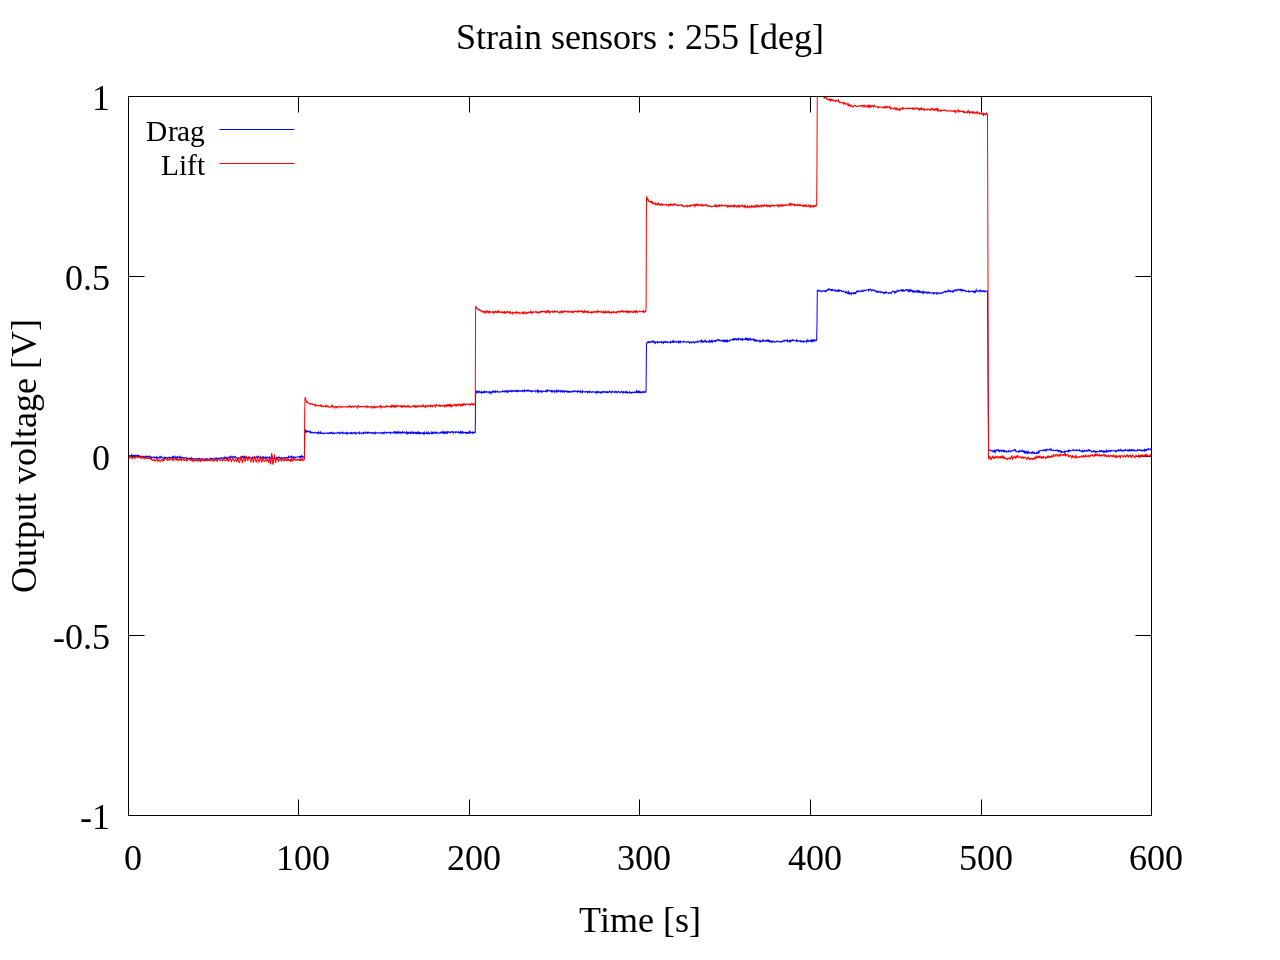 Strain sensors : 255 [deg]
Drag
Lift
1
0.5
0
-0.5
-1
Output voltage [V]
0 100 200 300 400 500 600
Time [s]